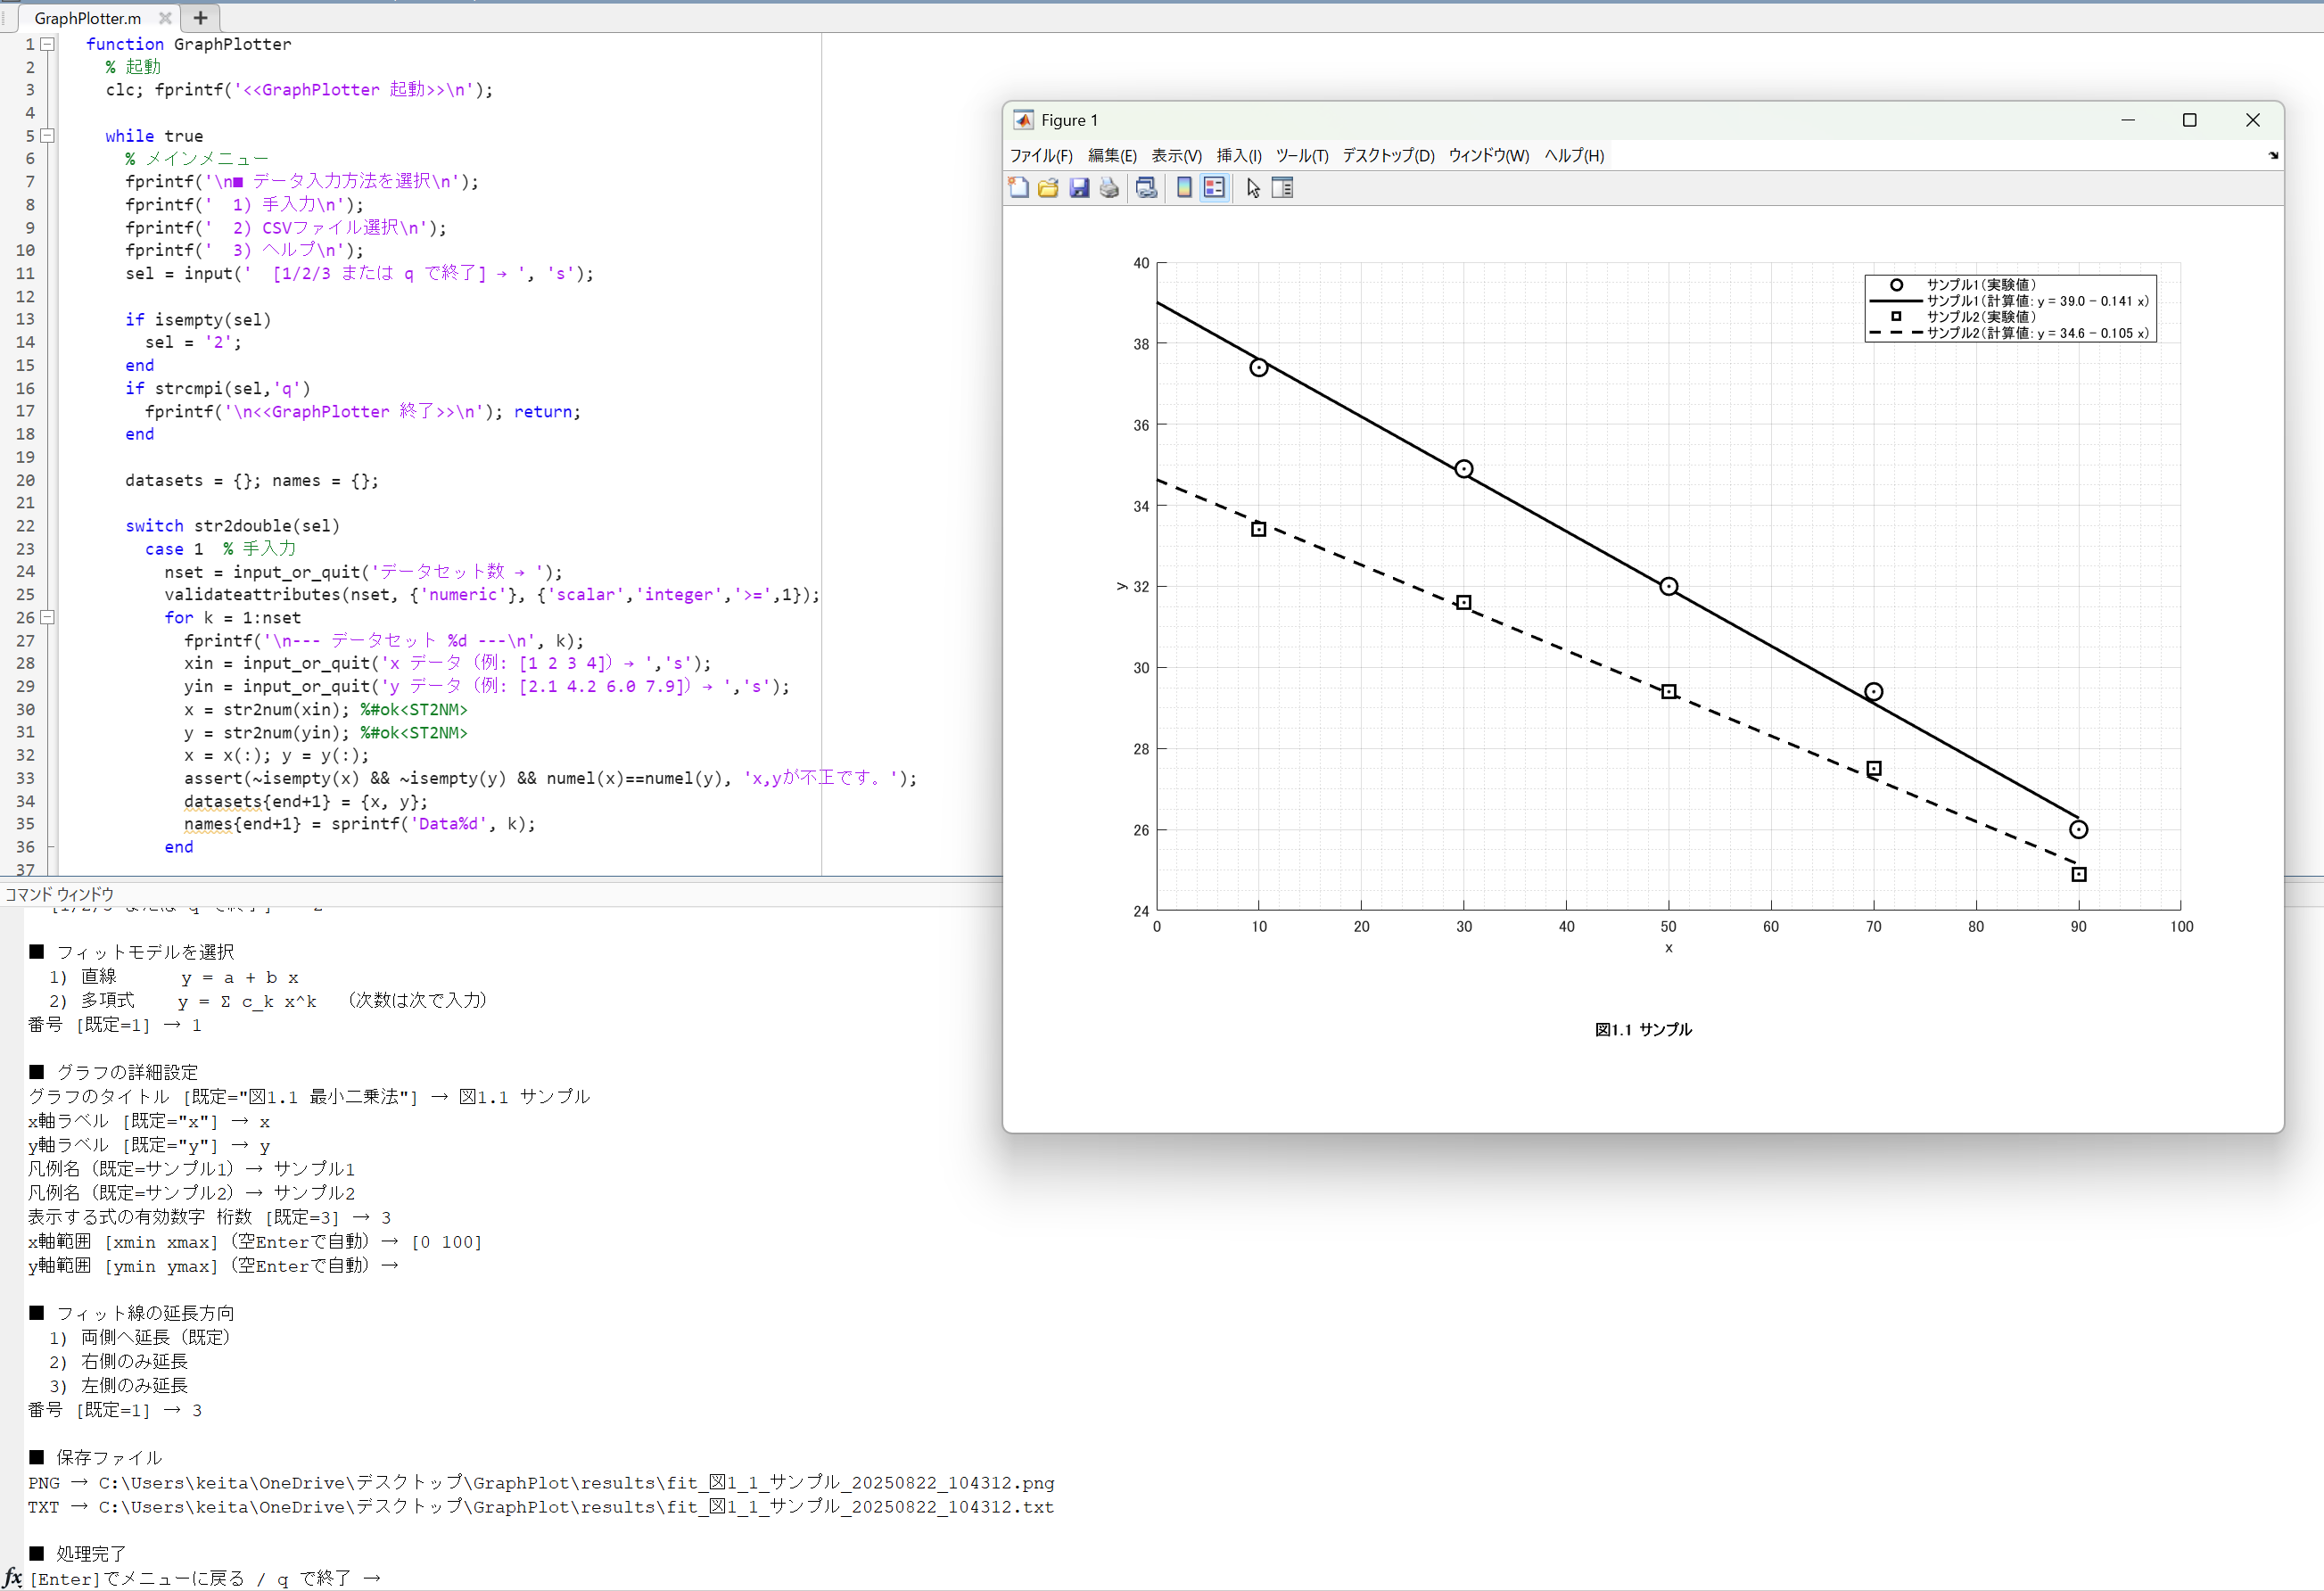 GraphPlotter.m
1 function GraphPlotter
2 % 起動
3 clc; fprintf('<<GraphPlotter 起動>>\n');
4
5 while true
6 % メインメニュー
7 fprintf('\n■ データ入力方法を選択\n');
8 fprintf('  1) 手入力\n');
9 fprintf('  2) CSVファイル選択\n');
10 fprintf('  3) ヘルプ\n');
11 sel = input('  [1/2/3 または q で終了] → ', 's');
12
13 if isempty(sel)
14 sel = '2';
15 end
16 if strcmpi(sel,'q')
17 fprintf('\n<<GraphPlotter 終了>>\n'); return;
18 end
19
20 datasets = {}; names = {};
21
22 switch str2double(sel)
23 case 1  % 手入力
24 nset = input_or_quit('データセット数 → ');
25 validateattributes(nset, {'numeric'}, {'scalar','integer','>=',1});
26 for k = 1:nset
27 fprintf('\n--- データセット %d ---\n', k);
28 xin = input_or_quit('x データ（例: [1 2 3 4]）→ ','s');
29 yin = input_or_quit('y データ（例: [2.1 4.2 6.0 7.9]）→ ','s');
30 x = str2num(xin); %#ok<ST2NM>
31 y = str2num(yin); %#ok<ST2NM>
32 x = x(:); y = y(:);
33 assert(~isempty(x) && ~isempty(y) && numel(x)==numel(y), 'x,yが不正です。');
34 datasets{end+1} = {x, y};
35 names{end+1} = sprintf('Data%d', k);
36 end
37
Figure 1
ファイル(F) 編集(E) 表示(V) 挿入(I) ツール(T) デスクトップ(D) ウィンドウ(W) ヘルプ(H)
サンプル1（実験値）
サンプル1（計算値: y = 39.0 − 0.141 x）
サンプル2（実験値）
サンプル2（計算値: y = 34.6 − 0.105 x）
40
38
36
34
32
30
28
26
24
y
0 10 20 30 40 50 60 70 80 90 100
x
図1.1 サンプル
コマンド ウィンドウ
[1/2/3 または q で終了] → 2
■ フィットモデルを選択
1) 直線 y = a + b x
2) 多項式 y = Σ c_k x^k （次数は次で入力）
番号 [既定=1] → 1
■ グラフの詳細設定
グラフのタイトル [既定="図1.1 最小二乗法"] → 図1.1 サンプル
x軸ラベル [既定="x"] → x
y軸ラベル [既定="y"] → y
凡例名（既定=サンプル1）→ サンプル1
凡例名（既定=サンプル2）→ サンプル2
表示する式の有効数字 桁数 [既定=3] → 3
x軸範囲 [xmin xmax]（空Enterで自動）→ [0 100]
y軸範囲 [ymin ymax]（空Enterで自動）→
■ フィット線の延長方向
1) 両側へ延長（既定）
2) 右側のみ延長
3) 左側のみ延長
番号 [既定=1] → 3
■ 保存ファイル
PNG → C:\Users\keita\OneDrive\デスクトップ\GraphPlot\results\fit_図1_1_サンプル_20250822_104312.png
TXT → C:\Users\keita\OneDrive\デスクトップ\GraphPlot\results\fit_図1_1_サンプル_20250822_104312.txt
■ 処理完了
fx [Enter]でメニューに戻る / q で終了 →